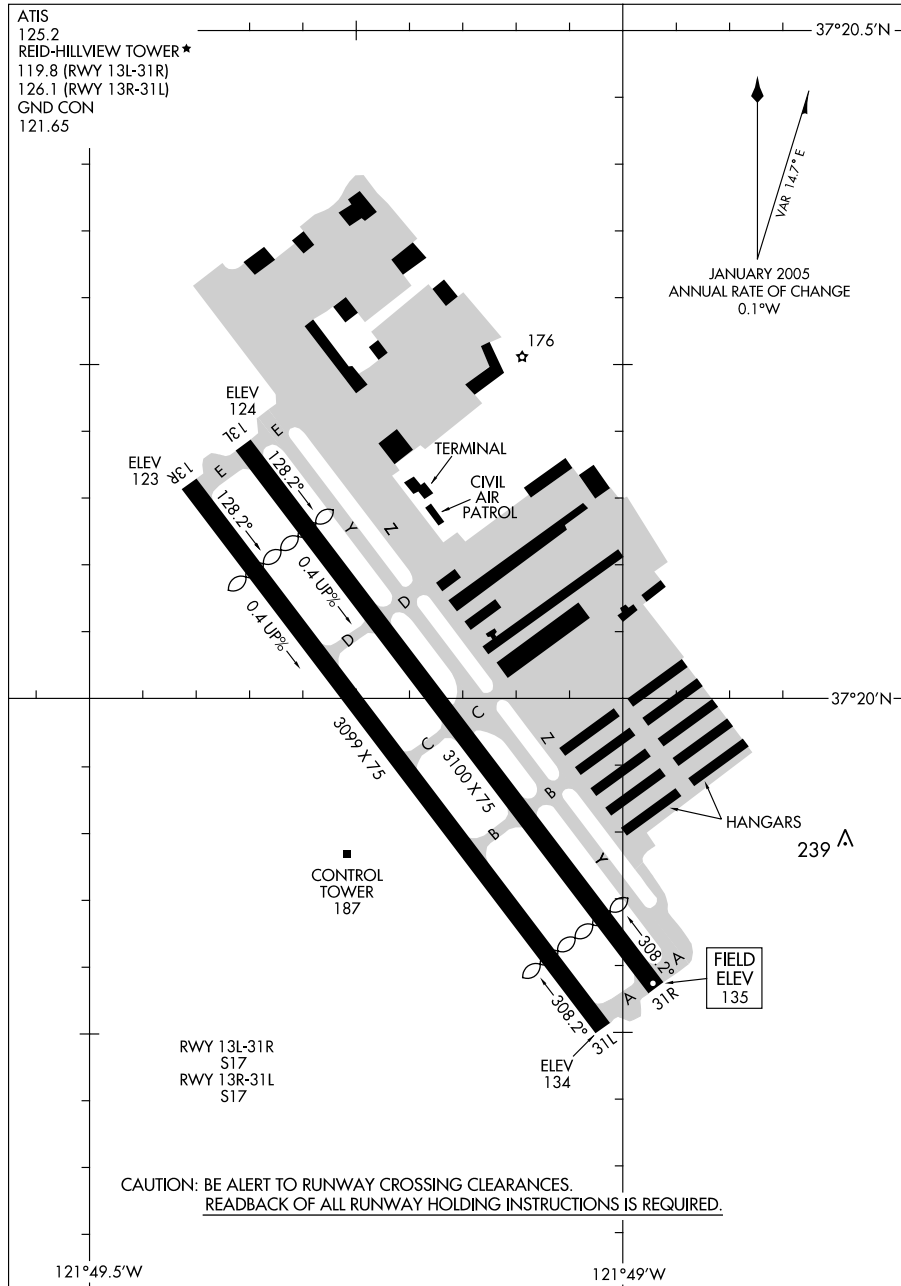 ATIS
125.2
REID-HILLVIEW TOWER★
119.8 (RWY 13L-31R)
126.1 (RWY 13R-31L)
GND CON
121.65
37°20.5'N
VAR 14.7° E
JANUARY 2005
ANNUAL RATE OF CHANGE
0.1°W
176
ELEV
124
13L
E
ELEV
123
13R
E
128.2°
128.2°
TERMINAL
CIVIL
AIR
PATROL
Y
Z
0.4 UP%
0.4 UP%
D
D
37°20'N
C
C
Z
3099 X 75
3100 X 75
B
B
HANGARS
239
Y
CONTROL
TOWER
187
308.2°
A
FIELD
ELEV
135
308.2°
A
31R
31L
ELEV
134
RWY 13L-31R
S17
RWY 13R-31L
S17
CAUTION: BE ALERT TO RUNWAY CROSSING CLEARANCES.
READBACK OF ALL RUNWAY HOLDING INSTRUCTIONS IS REQUIRED.
121°49.5'W
121°49'W